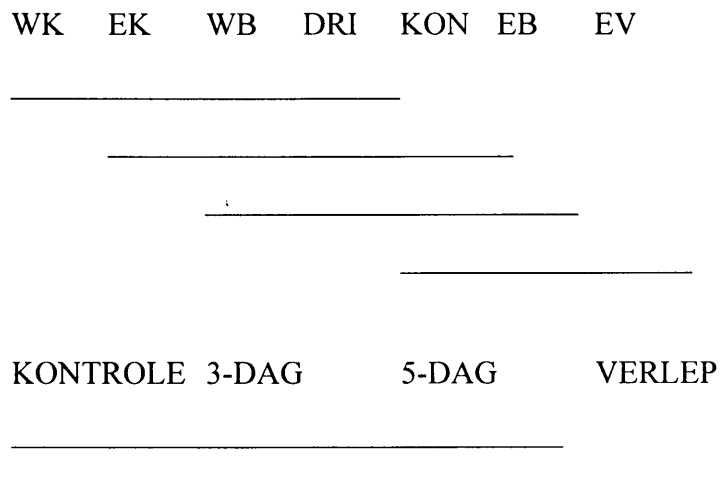 WK EK WB DRI KON EB EV
KONTROLE 3-DAG 5-DAG VERLEP